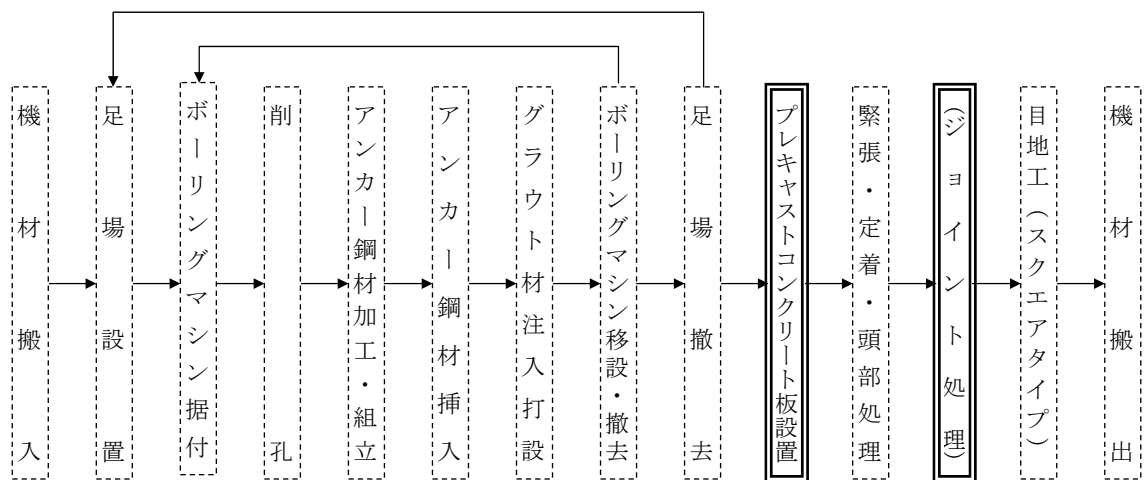 機材搬入
足場設置
ボーリングマシン据付
削孔
アンカー鋼材加工・組立
アンカー鋼材挿入
グラウト材注入打設
ボーリングマシン移設・撤去
足場撤去
プレキャストコンクリート板設置
緊張・定着・頭部処理
(ジョイント処理)
目地工(スクエアタイプ)
機材搬出